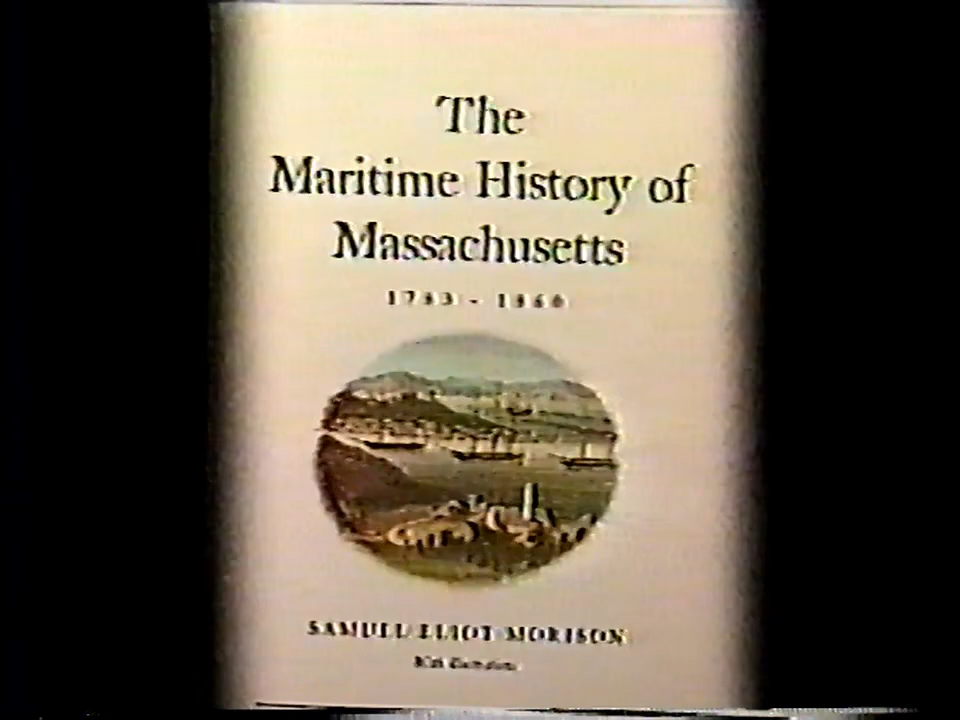 The
Maritime History of
Massachusetts
1783 - 1860
SAMUEL ELIOT MORISON